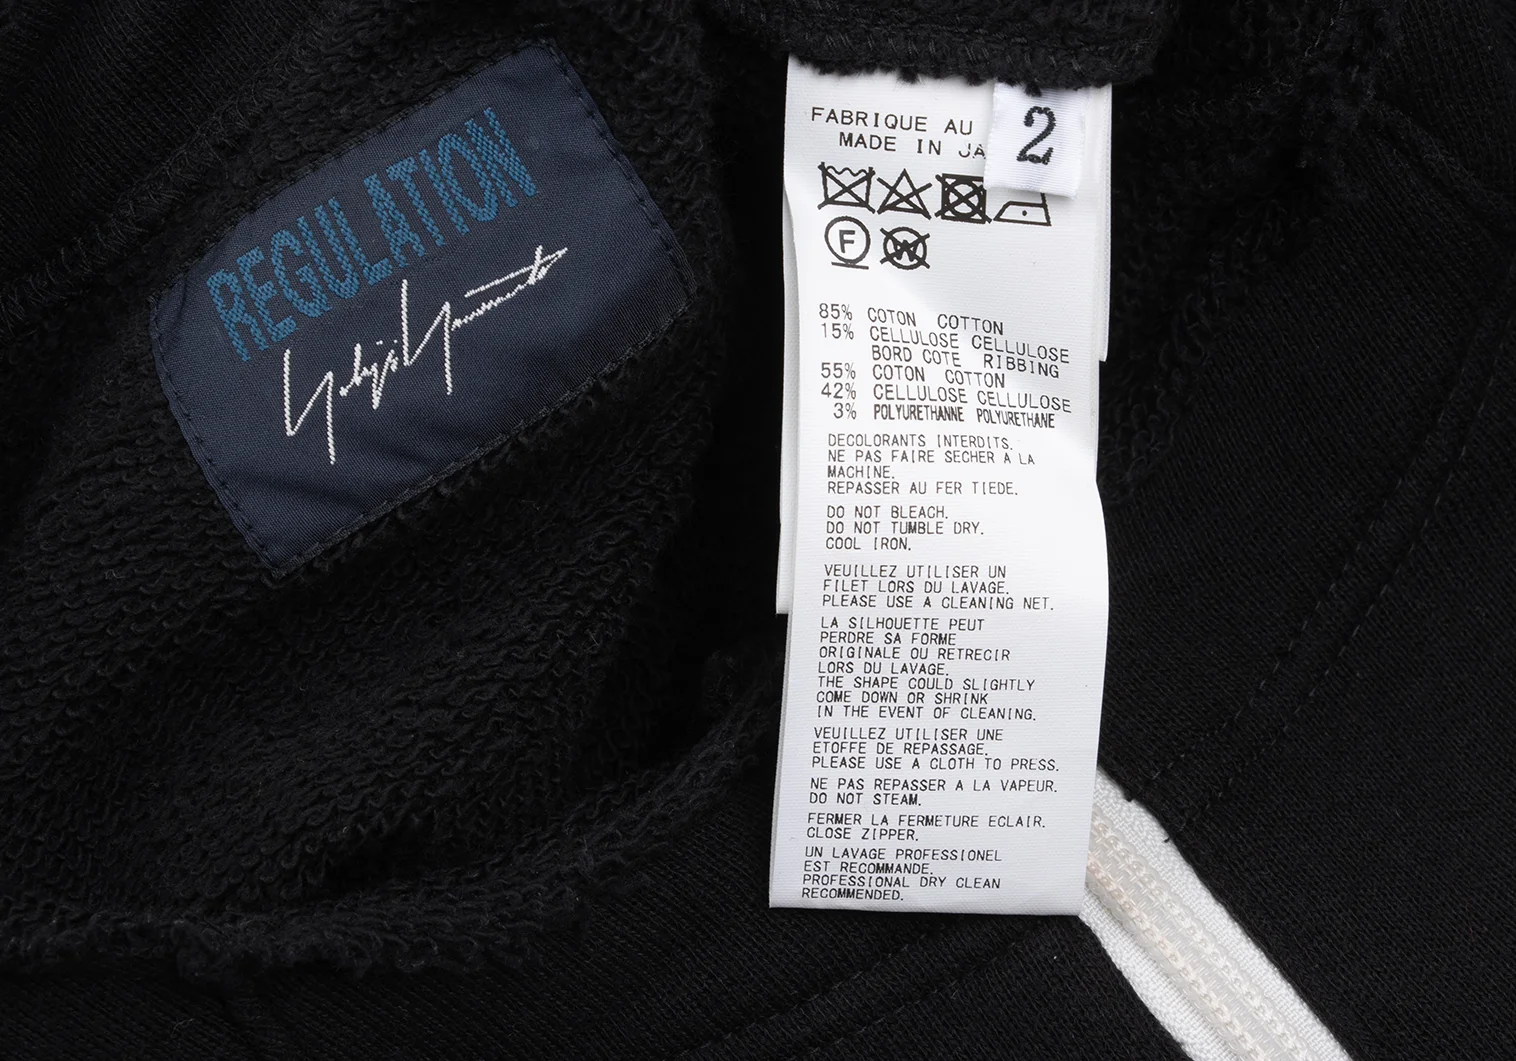 REGULATION
Yohji Yamamoto
2
FABRIQUE AU
MADE IN JA
F
W
85% COTON COTTON
15% CELLULOSE CELLULOSE
BORD COTE RIBBING
55% COTON COTTON
42% CELLULOSE CELLULOSE
3% POLYURETHANNE POLYURETHANE
DECOLORANTS INTERDITS.
NE PAS FAIRE SECHER A LA
MACHINE.
REPASSER AU FER TIEDE.
DO NOT BLEACH.
DO NOT TUMBLE DRY.
COOL IRON.
VEUILLEZ UTILISER UN
FILET LORS DU LAVAGE.
PLEASE USE A CLEANING NET.
LA SILHOUETTE PEUT
PERDRE SA FORME
ORIGINALE OU RETRECIR
LORS DU LAVAGE.
THE SHAPE COULD SLIGHTLY
COME DOWN OR SHRINK
IN THE EVENT OF CLEANING.
VEUILLEZ UTILISER UNE
ETOFFE DE REPASSAGE.
PLEASE USE A CLOTH TO PRESS.
NE PAS REPASSER A LA VAPEUR.
DO NOT STEAM.
FERMER LA FERMETURE ECLAIR.
CLOSE ZIPPER.
UN LAVAGE PROFESSIONEL
EST RECOMMANDE.
PROFESSIONAL DRY CLEAN
RECOMMENDED.